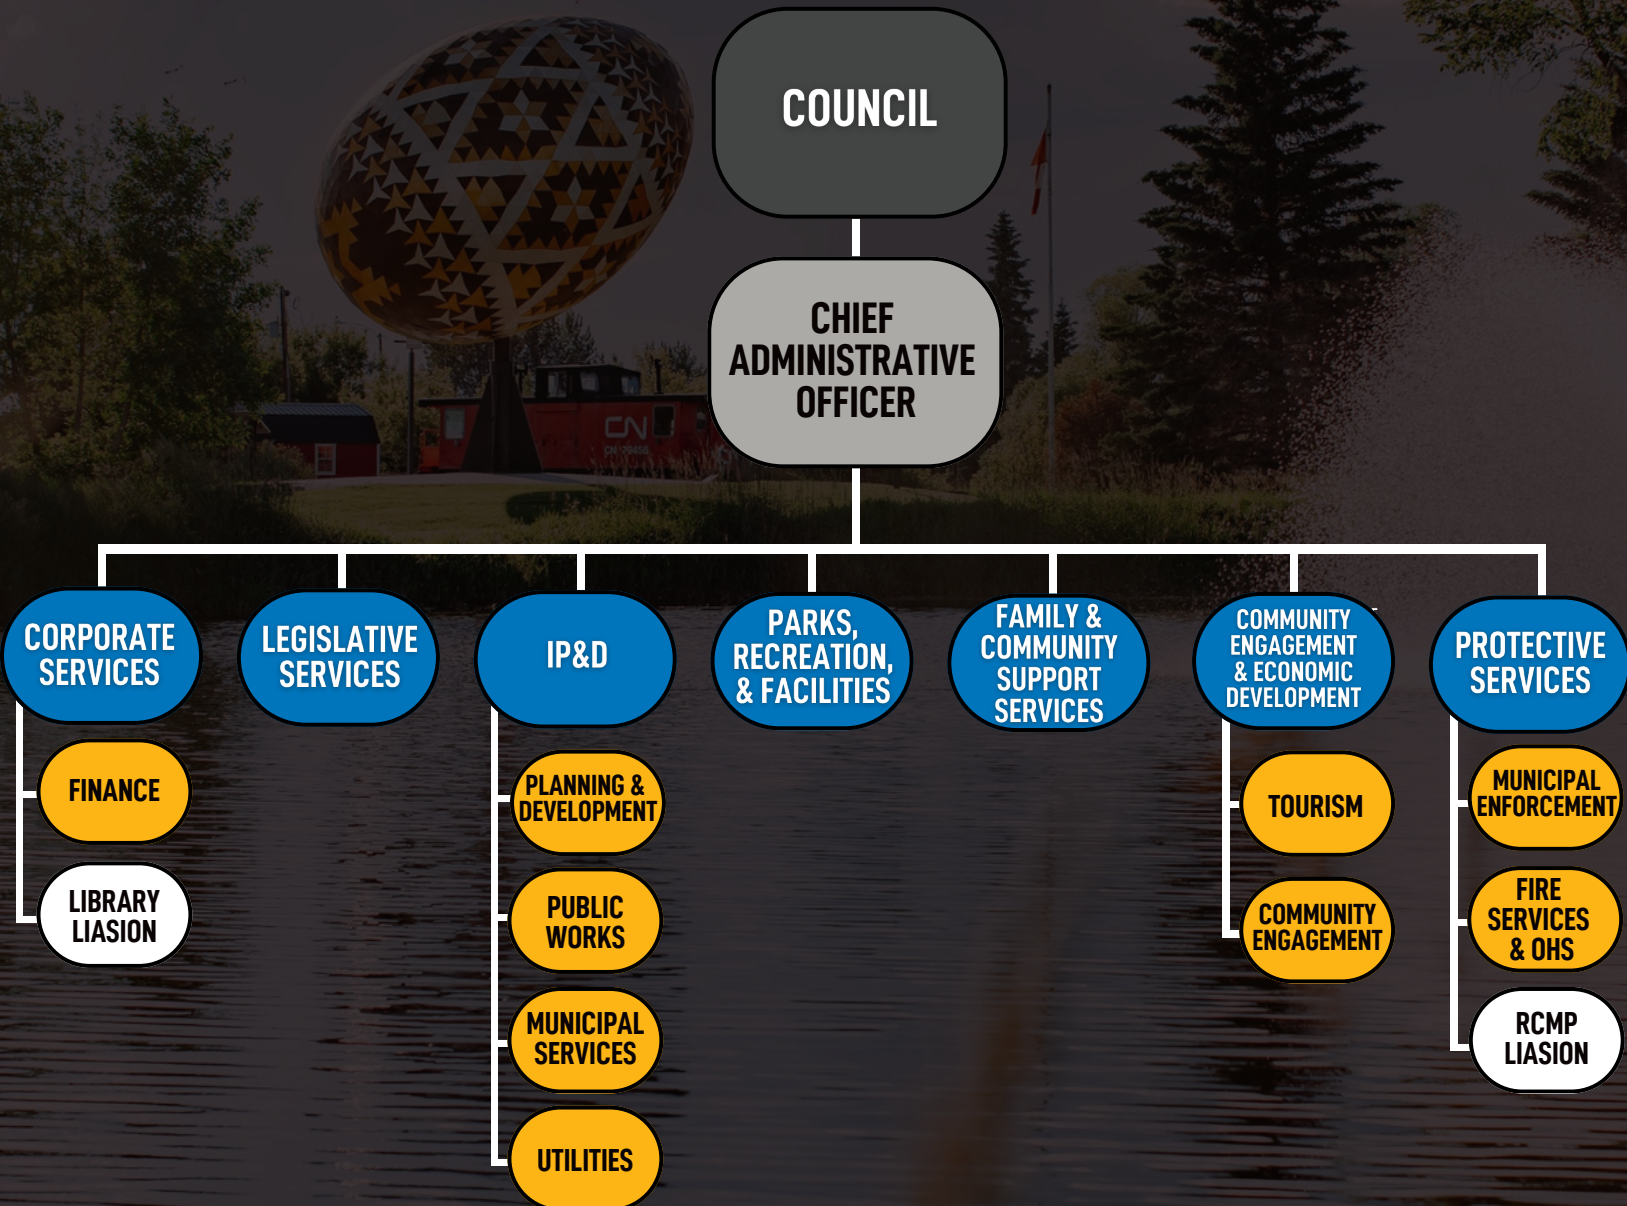 COUNCIL
CHIEF
ADMINISTRATIVE
OFFICER
CN
CORPORATE
SERVICES
LEGISLATIVE
SERVICES
IP&D
PARKS,
RECREATION,
& FACILITIES
FAMILY &
COMMUNITY
SUPPORT
SERVICES
COMMUNITY
ENGAGEMENT
& ECONOMIC
DEVELOPMENT
PROTECTIVE
SERVICES
FINANCE
LIBRARY
LIASION
PLANNING &
DEVELOPMENT
PUBLIC
WORKS
MUNICIPAL
SERVICES
UTILITIES
TOURISM
COMMUNITY
ENGAGEMENT
MUNICIPAL
ENFORCEMENT
FIRE
SERVICES
& OHS
RCMP
LIASION